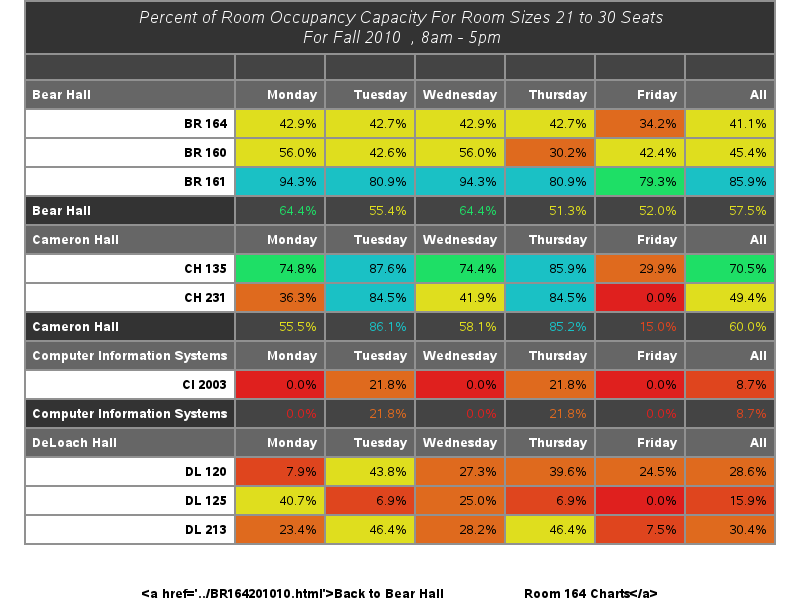 Percent of Room Occupancy Capacity For Room Sizes 21 to 30 Seats
For Fall 2010 , 8am - 5pm
Bear Hall Monday Tuesday Wednesday Thursday Friday All
BR 164 42.9% 42.7% 42.9% 42.7% 34.2% 41.1%
BR 160 56.0% 42.6% 56.0% 30.2% 42.4% 45.4%
BR 161 94.3% 80.9% 94.3% 80.9% 79.3% 85.9%
Bear Hall 64.4% 55.4% 64.4% 51.3% 52.0% 57.5%
Cameron Hall Monday Tuesday Wednesday Thursday Friday All
CH 135 74.8% 87.6% 74.4% 85.9% 29.9% 70.5%
CH 231 36.3% 84.5% 41.9% 84.5% 0.0% 49.4%
Cameron Hall 55.5% 86.1% 58.1% 85.2% 15.0% 60.0%
Computer Information Systems Monday Tuesday Wednesday Thursday Friday All
CI 2003 0.0% 21.8% 0.0% 21.8% 0.0% 8.7%
Computer Information Systems 0.0% 21.8% 0.0% 21.8% 0.0% 8.7%
DeLoach Hall Monday Tuesday Wednesday Thursday Friday All
DL 120 7.9% 43.8% 27.3% 39.6% 24.5% 28.6%
DL 125 40.7% 6.9% 25.0% 6.9% 0.0% 15.9%
DL 213 23.4% 46.4% 28.2% 46.4% 7.5% 30.4%
<a href='../BR164201010.html'>Back to Bear Hall Room 164 Charts</a>